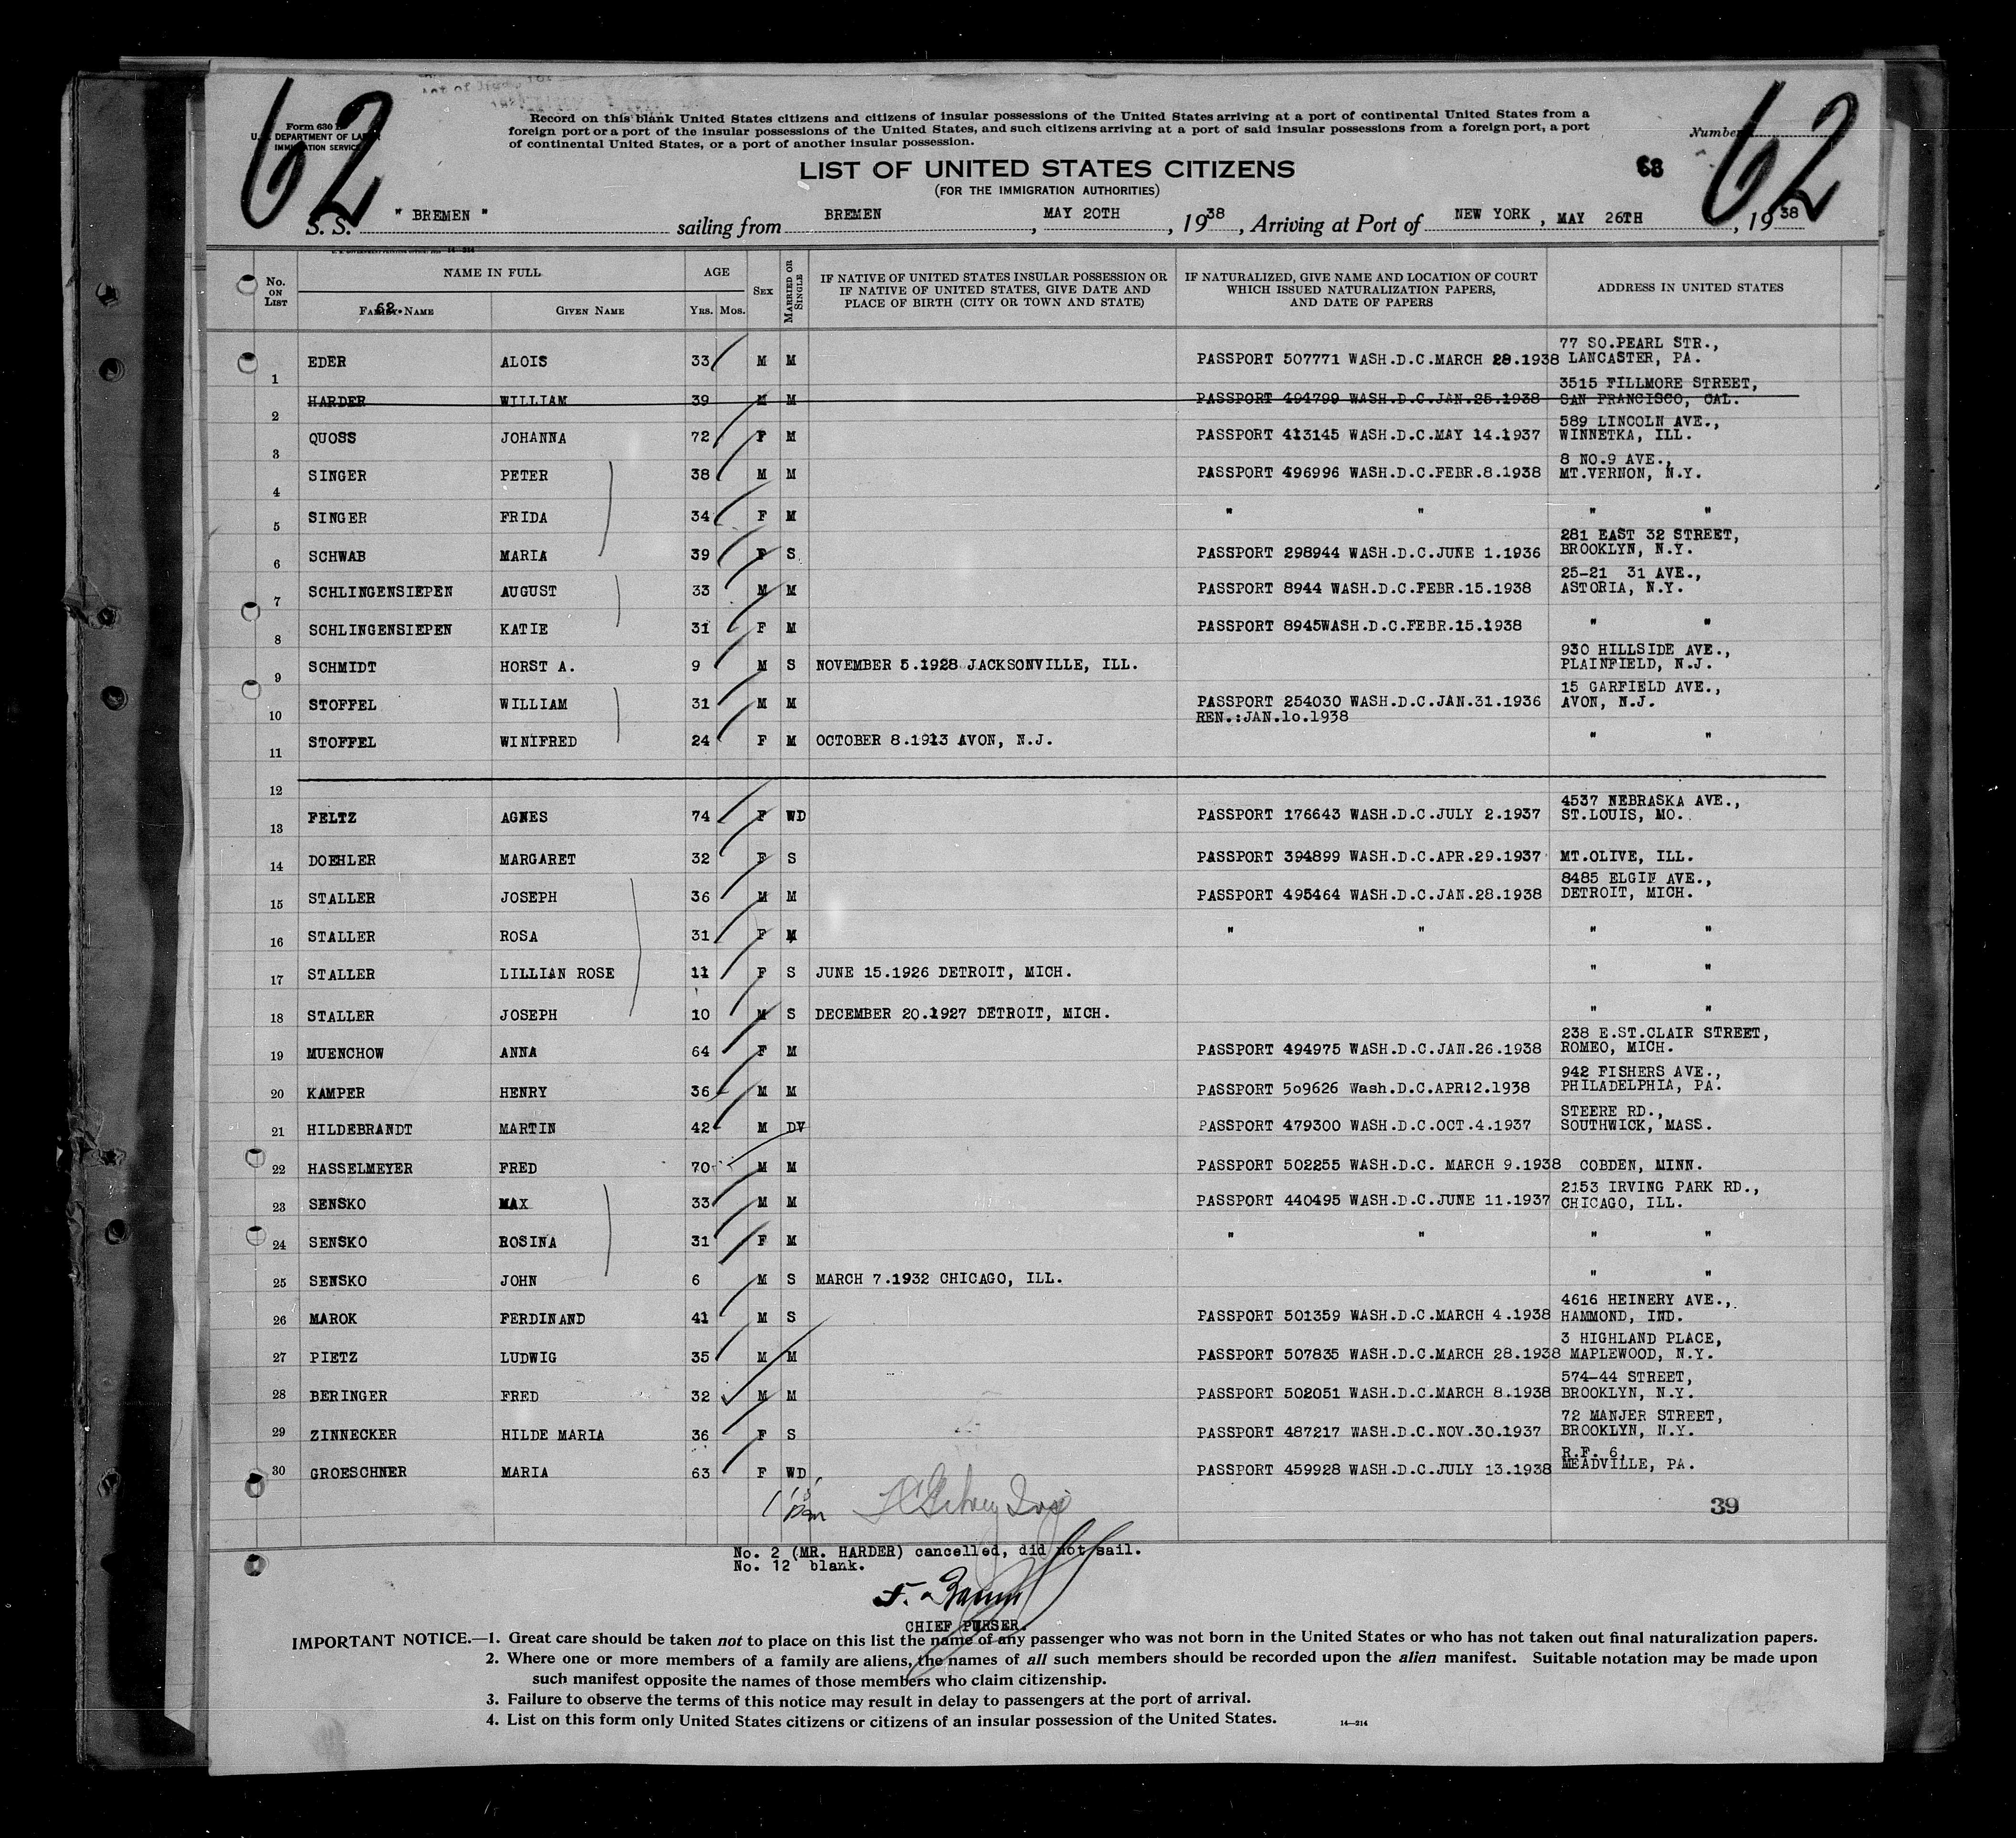 62
62
Form 630 B
U. S. DEPARTMENT OF LABOR
IMMIGRATION SERVICE
Record on this blank United States citizens and citizens of insular possessions of the United States arriving at a port of continental United States from a
foreign port or a port of the insular possessions of the United States, and such citizens arriving at a port of said insular possessions from a foreign port, a port
of continental United States, or a port of another insular possession.
Number
LIST OF UNITED STATES CITIZENS
(FOR THE IMMIGRATION AUTHORITIES)
68
S. S. " BREMEN " sailing from BREMEN, MAY 20TH, 1938, Arriving at Port of NEW YORK, MAY 26TH, 1938
No. ON LIST
NAME IN FULL
62.
FAMILY NAME
GIVEN NAME
AGE
YRS. MOS.
SEX
MARRIED OR SINGLE
IF NATIVE OF UNITED STATES INSULAR POSSESSION OR
IF NATIVE OF UNITED STATES, GIVE DATE AND
PLACE OF BIRTH (CITY OR TOWN AND STATE)
IF NATURALIZED, GIVE NAME AND LOCATION OF COURT
WHICH ISSUED NATURALIZATION PAPERS,
AND DATE OF PAPERS
ADDRESS IN UNITED STATES
1 EDER ALOIS 33 M M PASSPORT 507771 WASH.D.C.MARCH 28.1938 77 SO.PEARL STR., LANCASTER, PA.
2 HARDER WILLIAM 39 M M PASSPORT 494799 WASH.D.C.JAN.25.1938 3515 FILLMORE STREET, SAN FRANCISCO, CAL.
3 QUOSS JOHANNA 72 F M PASSPORT 413145 WASH.D.C.MAY 14.1937 589 LINCOLN AVE., WINNETKA, ILL.
4 SINGER PETER 38 M M PASSPORT 496996 WASH.D.C.FEBR.8.1938 8 NO.9 AVE., MT.VERNON, N.Y.
5 SINGER FRIDA 34 F M " " " "
6 SCHWAB MARIA 39 F S PASSPORT 298944 WASH.D.C.JUNE 1.1936 281 EAST 32 STREET, BROOKLYN, N.Y.
7 SCHLINGENSIEPEN AUGUST 33 M M PASSPORT 8944 WASH.D.C.FEBR.15.1938 25-21 31 AVE., ASTORIA, N.Y.
8 SCHLINGENSIEPEN KATIE 31 F M PASSPORT 8945WASH.D.C.FEBR.15.1938 " "
9 SCHMIDT HORST A. 9 M S NOVEMBER 5.1928 JACKSONVILLE, ILL. 930 HILLSIDE AVE., PLAINFIELD, N.J.
10 STOFFEL WILLIAM 31 M M PASSPORT 254030 WASH.D.C.JAN.31.1936 REN.:JAN.1o.1938 15 GARFIELD AVE., AVON, N.J.
11 STOFFEL WINIFRED 24 F M OCTOBER 8.1913 AVON, N.J. " "
12
13 FELTZ AGNES 74 F WD PASSPORT 176643 WASH.D.C.JULY 2.1937 4537 NEBRASKA AVE., ST.LOUIS, MO.
14 DOEHLER MARGARET 32 F S PASSPORT 394899 WASH.D.C.APR.29.1937 MT.OLIVE, ILL.
15 STALLER JOSEPH 36 M M PASSPORT 495464 WASH.D.C.JAN.28.1938 8485 ELGIN AVE., DETROIT, MICH.
16 STALLER ROSA 31 F M " " " "
17 STALLER LILLIAN ROSE 11 F S JUNE 15.1926 DETROIT, MICH. " "
18 STALLER JOSEPH 10 M S DECEMBER 20.1927 DETROIT, MICH. " "
19 MUENCHOW ANNA 64 F M PASSPORT 494975 WASH.D.C.JAN.26.1938 238 E.ST.CLAIR STREET, ROMEO, MICH.
20 KAMPER HENRY 36 M M PASSPORT 5o9626 Wash.D.C.APR12.1938 942 FISHERS AVE., PHILADELPHIA, PA.
21 HILDEBRANDT MARTIN 42 M DV PASSPORT 479300 WASH.D.C.OCT.4.1937 STEERE RD., SOUTHWICK, MASS.
22 HASSELMEYER FRED 70 M M PASSPORT 502255 WASH.D.C. MARCH 9.1938 COBDEN, MINN.
23 SENSKO MAX 33 M M PASSPORT 440495 WASH.D.C.JUNE 11.1937 2153 IRVING PARK RD., CHICAGO, ILL.
24 SENSKO ROSINA 31 F M " " " "
25 SENSKO JOHN 6 M S MARCH 7.1932 CHICAGO, ILL. " "
26 MAROK FERDINAND 41 M S PASSPORT 501359 WASH.D.C.MARCH 4.1938 4616 HEINERY AVE., HAMMOND, IND.
27 PIETZ LUDWIG 35 M M PASSPORT 507835 WASH.D.C.MARCH 28.1938 3 HIGHLAND PLACE, MAPLEWOOD, N.Y.
28 BERINGER FRED 32 M M PASSPORT 502051 WASH.D.C.MARCH 8.1938 574-44 STREET, BROOKLYN, N.Y.
29 ZINNECKER HILDE MARIA 36 F S PASSPORT 487217 WASH.D.C.NOV.30.1937 72 MANJER STREET, BROOKLYN, N.Y.
30 GROESCHNER MARIA 63 F WD PASSPORT 459928 WASH.D.C.JULY 13.1938 R.F. 6, MEADVILLE, PA.
39
No. 2 (MR. HARDER) cancelled, did not sail.
No. 12 blank.
CHIEF PURSER.
IMPORTANT NOTICE.—1. Great care should be taken not to place on this list the name of any passenger who was not born in the United States or who has not taken out final naturalization papers.
2. Where one or more members of a family are aliens, the names of all such members should be recorded upon the alien manifest. Suitable notation may be made upon
such manifest opposite the names of those members who claim citizenship.
3. Failure to observe the terms of this notice may result in delay to passengers at the port of arrival.
4. List on this form only United States citizens or citizens of an insular possession of the United States.
14—214